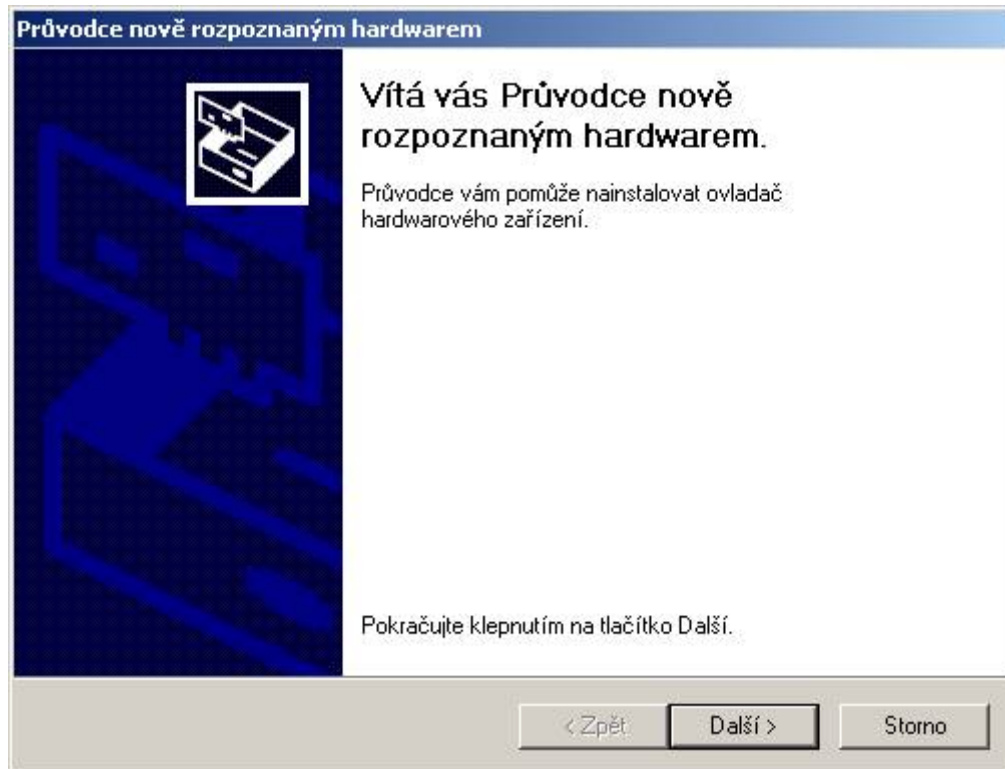 Průvodce nově rozpoznaným hardwarem
Vítá vás Průvodce nově
rozpoznaným hardwarem.
Průvodce vám pomůže nainstalovat ovladač
hardwarového zařízení.
Pokračujte klepnutím na tlačítko Další.
< Zpět
Další >
Storno